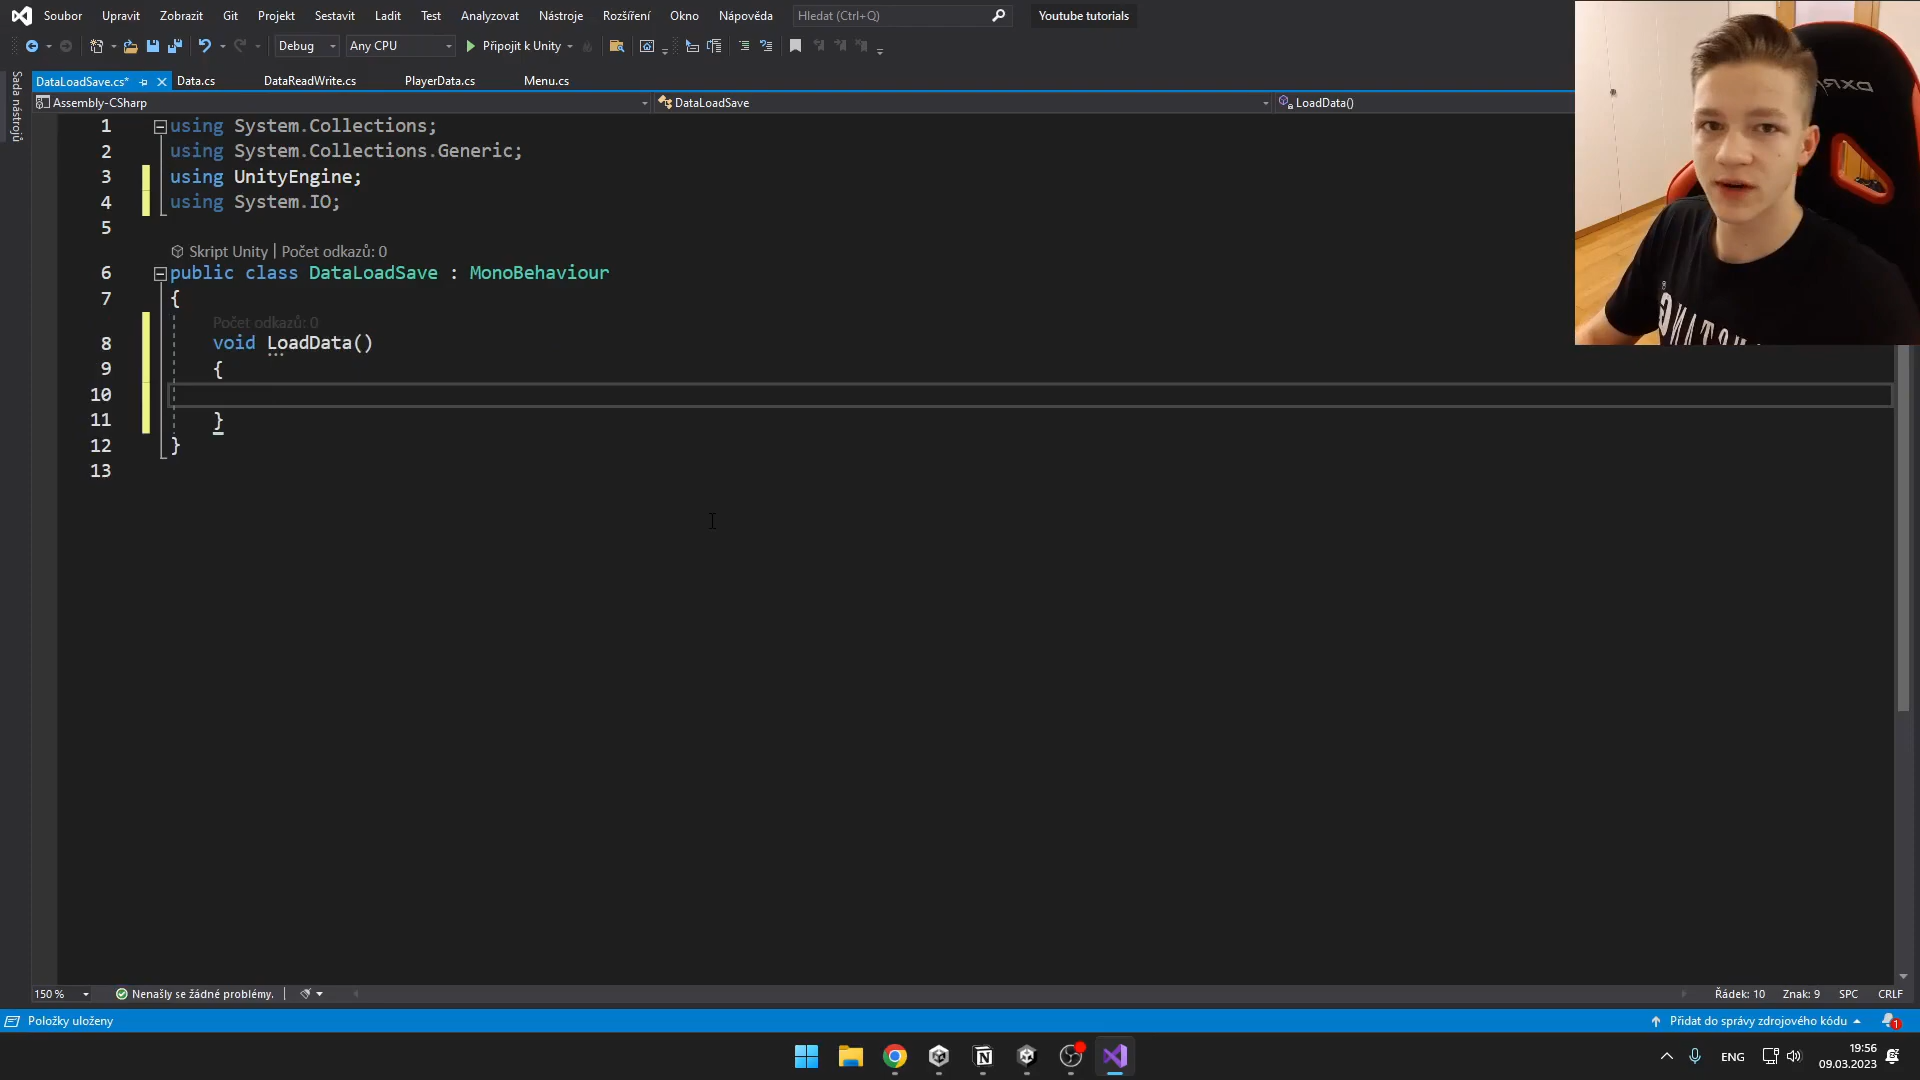 Soubor Upravit Zobrazit Git Projekt Sestavit Ladit Test Analyzovat Nástroje Rozšíření Okno Nápověda Hledat (Ctrl+Q) Youtube tutorials
Debug Any CPU Připojit k Unity
Sada nástrojů
DataLoadSave.cs* Data.cs DataReadWrite.cs PlayerData.cs Menu.cs
Assembly-CSharp DataLoadSave LoadData()
1 using System.Collections;
2 using System.Collections.Generic;
3 using UnityEngine;
4 using System.IO;
5
Skript Unity | Počet odkazů: 0
6 public class DataLoadSave : MonoBehaviour
7 {
Počet odkazů: 0
8 void LoadData()
9 {
10
11 }
12 }
13
150 % Nenašly se žádné problémy. Řádek: 10 Znak: 9 SPC CRLF
Položky uloženy Přidat do správy zdrojového kódu 1
ENG 19:56
09.03.2023